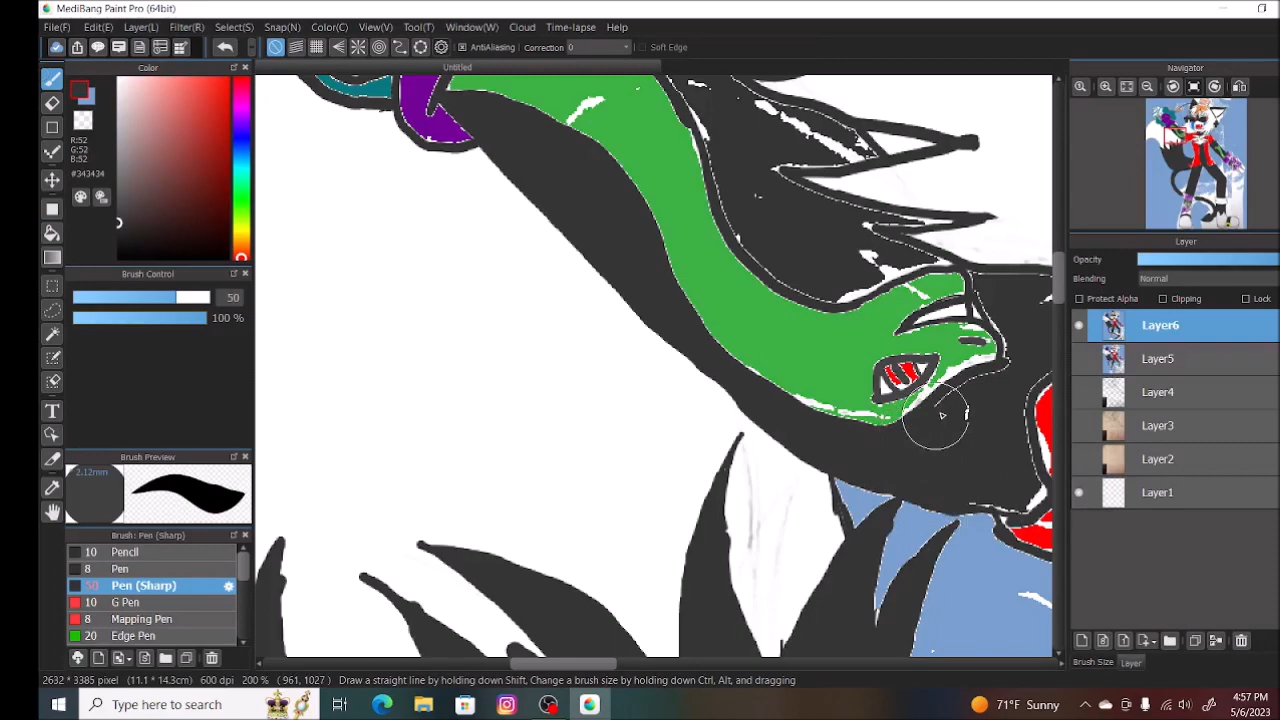 MediBang Paint Pro (64bit)
File(F) Edit(E) Layer(L) Filter(R) Select(S) Snap(N) Color(C) View(V) Tool(T) Window(W) Cloud Time-lapse Help
AntiAliasing Correction 0 Soft Edge
Color
Untitled
Navigator
R:52
G:52
B:52
#343434
Brush Control
50
100 %
Brush Preview
2.12mm
Brush: Pen (Sharp)
10 Pencil
8 Pen
50 Pen (Sharp)
10 G Pen
8 Mapping Pen
20 Edge Pen
Layer
Opacity
Blending Normal
Protect Alpha Clipping Lock
Layer6
Layer5
Layer4
Layer3
Layer2
Layer1
Brush Size Layer
2632 * 3385 pixel (11.1 * 14.3cm) 600 dpi 200 % (961, 1027) Draw a straight line by holding down Shift, Change a brush size by holding down Ctrl, Alt, and dragging
Type here to search
71°F Sunny
4:57 PM
5/6/2023